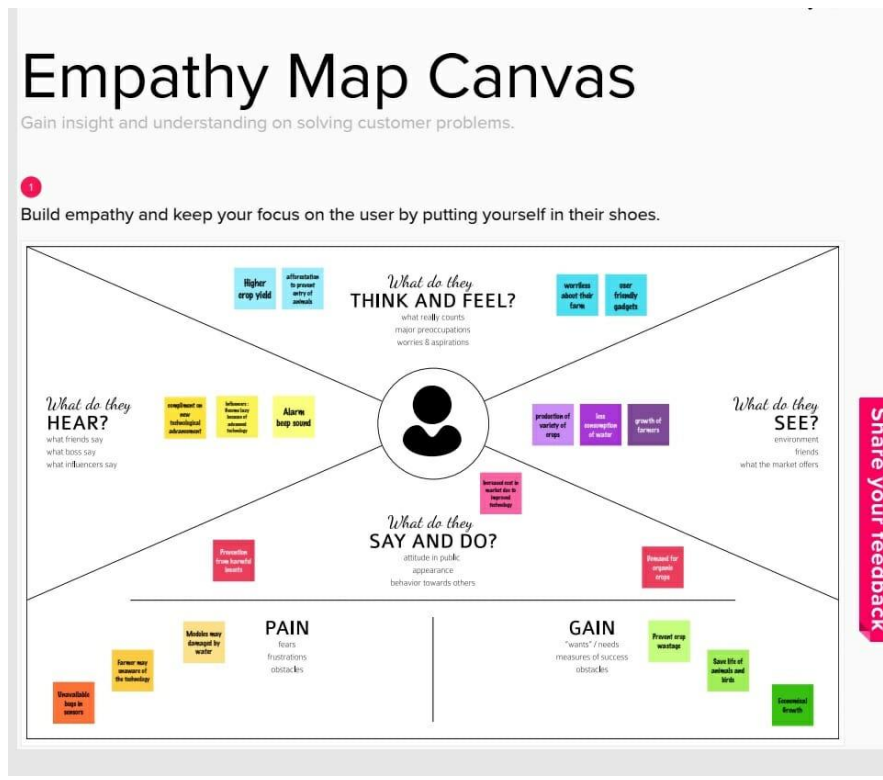 Empathy Map Canvas
Gain insight and understanding on solving customer problems.
1
Build empathy and keep your focus on the user by putting yourself in their shoes.
Higher
crop yield
afforestation
to prevent
entry of
animals
What do they
THINK AND FEEL?
what really counts
major preoccupations
worries & aspirations
worriless
about their
farm
user
friendly
gadgets
What do they
HEAR?
what friends say
what boss say
what influencers say
compliment on
new
technological
advancement
influencers :
Become lazy
because of
advanced
technology
Alarm
beep sound
production of
variety of
crops
less
consumption
of water
growth of
farmers
What do they
SEE?
environment
friends
what the market offers
Increased cost in
market due to
improved
technology
What do they
SAY AND DO?
attitude in public
appearance
behavior towards others
from harmful
Demand for
organic
crops
PAIN
fears
frustrations
obstacles
Modules may
damaged by
water
Farmer may
unaware of
the technology
Unavailable
bugs in
sensors
GAIN
"wants" / needs
measures of success
obstacles
Prevent crop
wastage
Save life of
animals and
birds
Economical
Growth
Share your feedback